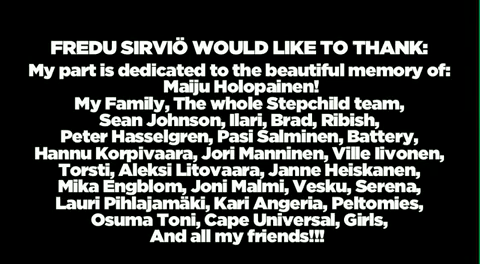 FREDU SIRVIÖ WOULD LIKE TO THANK:
My part is dedicated to the beautiful memory of:
Maiju Holopainen!
My Family, The whole Stepchild team,
Sean Johnson, Ilari, Brad, Ribish,
Peter Hasselgren, Pasi Salminen, Battery,
Hannu Korpivaara, Jori Manninen, Ville Iivonen,
Torsti, Aleksi Litovaara, Janne Heiskanen,
Mika Engblom, Joni Malmi, Vesku, Serena,
Lauri Pihlajamäki, Kari Angeria, Peltomies,
Osuma Toni, Cape Universal, Girls,
And all my friends!!!